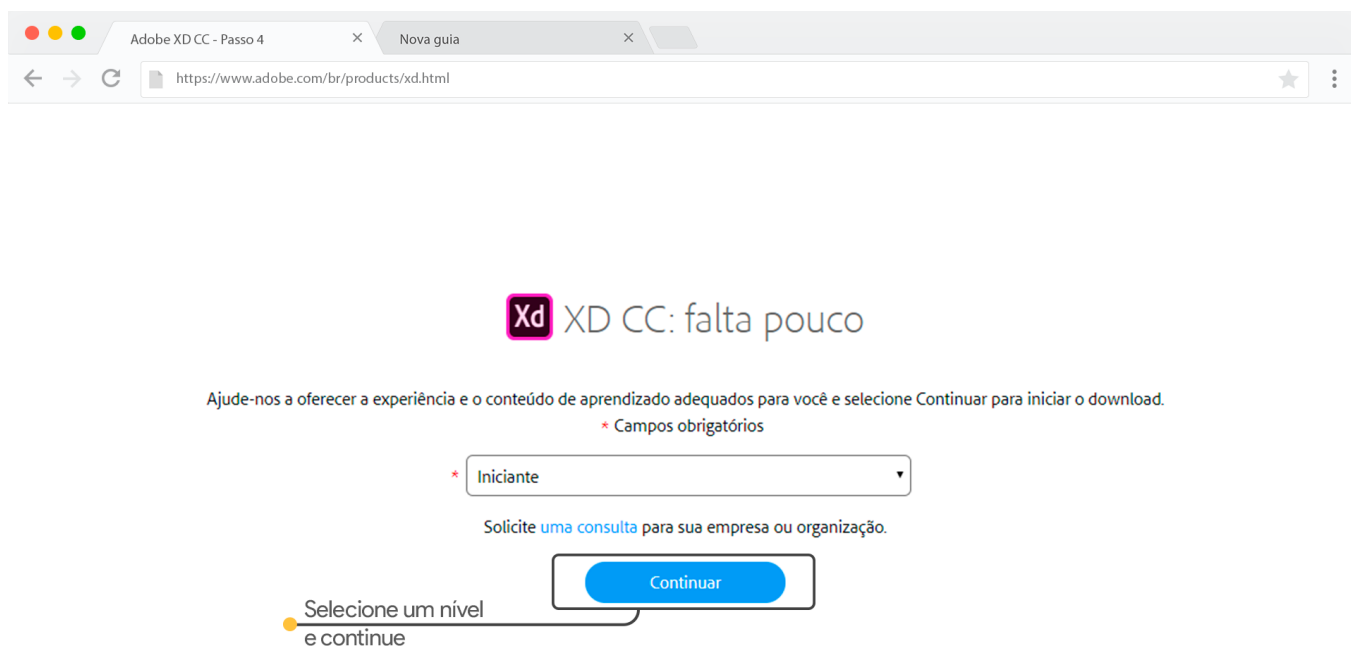 Adobe XD CC - Passo 4
Nova guia
https://www.adobe.com/br/products/xd.html
Xd XD CC: falta pouco
Ajude-nos a oferecer a experiência e o conteúdo de aprendizado adequados para você e selecione Continuar para iniciar o download.
* Campos obrigatórios
* Iniciante
Solicite uma consulta para sua empresa ou organização.
Continuar
Selecione um nível
e continue